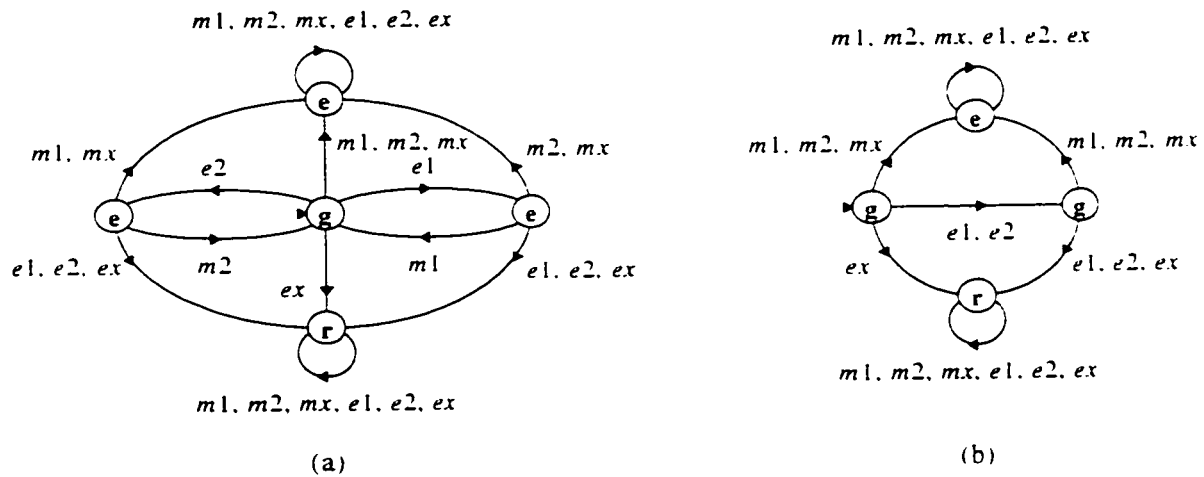 m1, m2, mx, e1, e2, ex
e
m1, mx
m1, m2, mx
m2, mx
e2
e1
e
g
e
m2
m1
e1, e2, ex
ex
e1, e2, ex
r
m1, m2, mx, e1, e2, ex
(a)
m1, m2, mx, e1, e2, ex
e
m1, m2, mx
m1, m2, mx
g
g
e1, e2
ex
e1, e2, ex
r
m1, m2, mx, e1, e2, ex
(b)